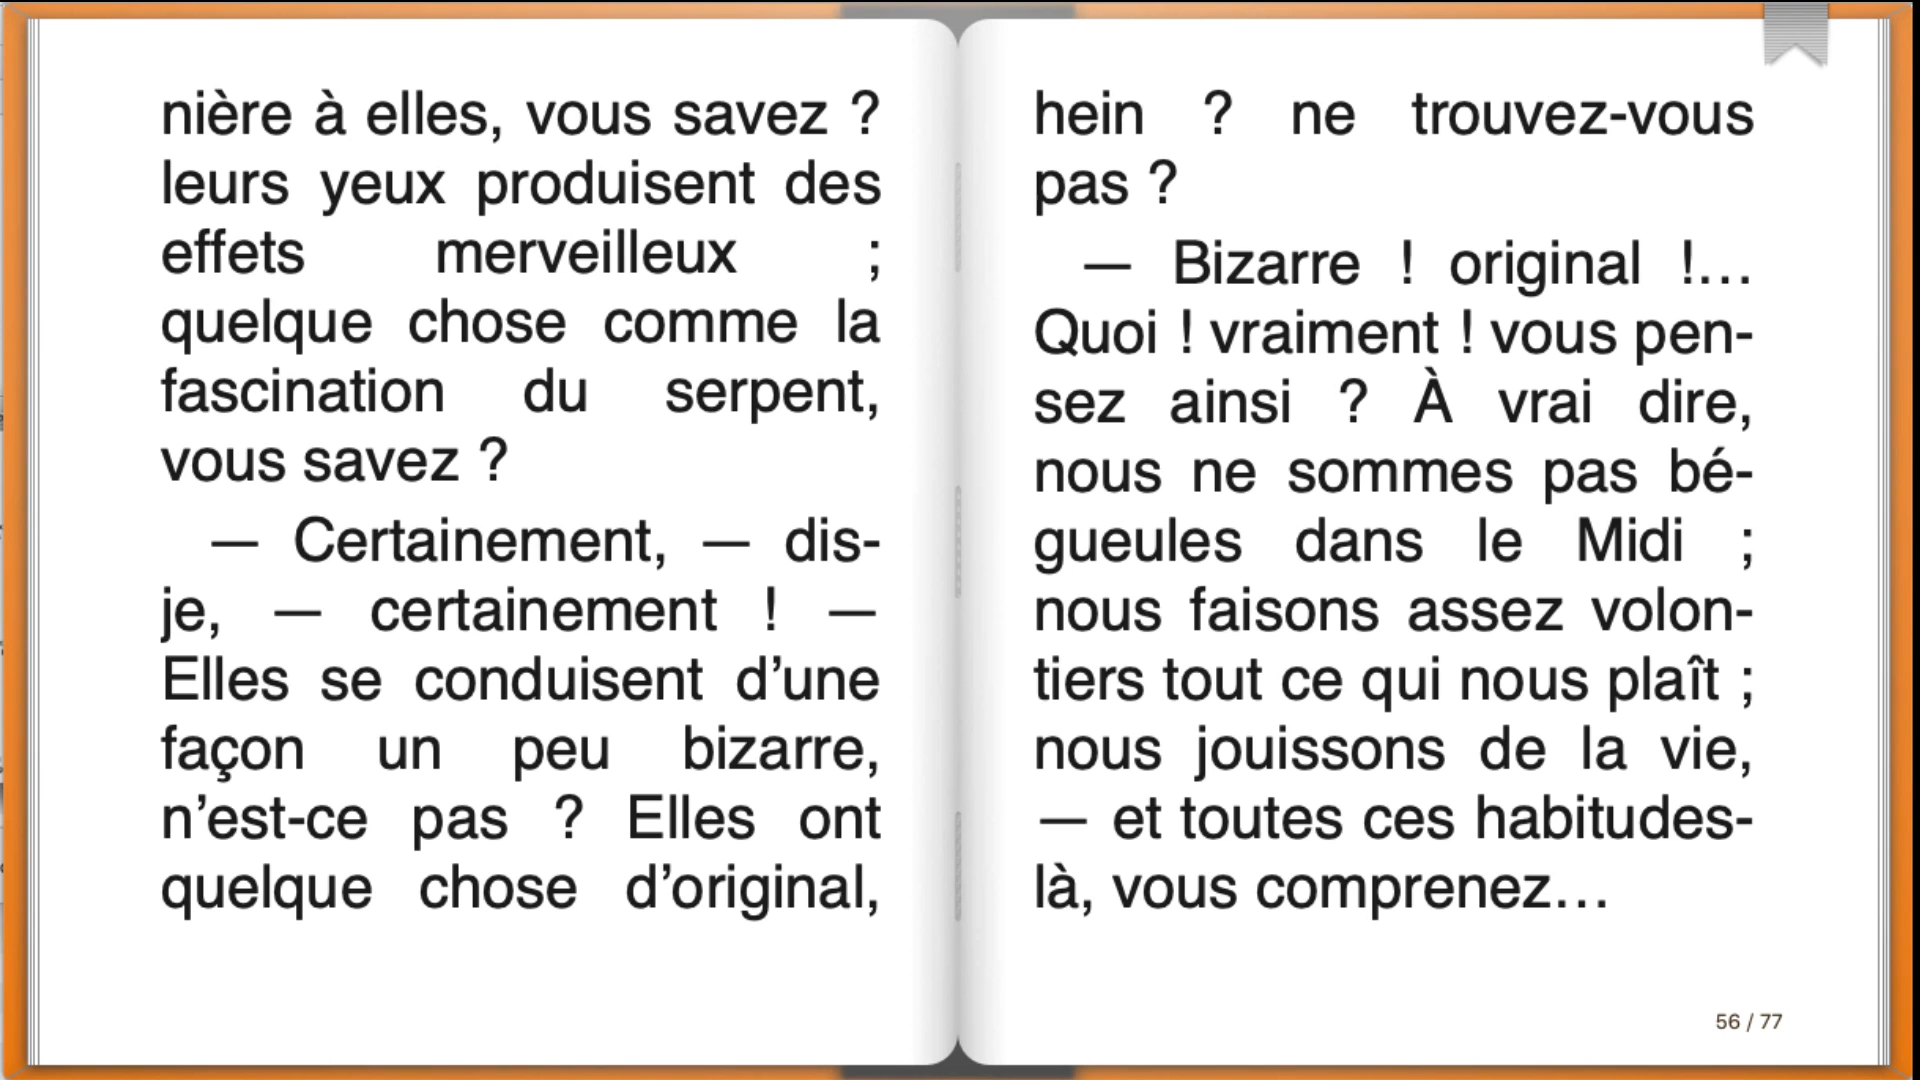 nière à elles, vous savez ?
leurs yeux produisent des
effets merveilleux ;
quelque chose comme la
fascination du serpent,
vous savez ?
— Certainement, — dis-
je, — certainement ! —
Elles se conduisent d’une
façon un peu bizarre,
n’est-ce pas ? Elles ont
quelque chose d’original,
hein ? ne trouvez-vous
pas ?
— Bizarre ! original !…
Quoi ! vraiment ! vous pen-
sez ainsi ? À vrai dire,
nous ne sommes pas bé-
gueules dans le Midi ;
nous faisons assez volon-
tiers tout ce qui nous plaît ;
nous jouissons de la vie,
— et toutes ces habitudes-
là, vous comprenez…
56 / 77